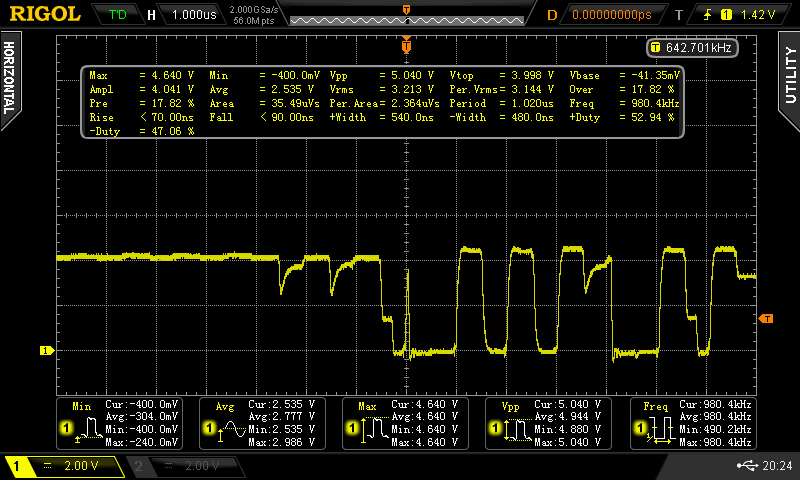 RIGOL T'D H 1.000us 2.000GSa/s 56.0M pts D 0.00000000ps T 1 1.42 V
HORIZONTAL
UTILITY
T 642.701kHz
Max = 4.640 V Min = -400.0mV Vpp = 5.040 V Vtop = 3.998 V Vbase = -41.35mV
Ampl = 4.041 V Avg = 2.535 V Vrms = 3.213 V Per.Vrms= 3.144 V Over = 17.82 %
Pre = 17.82 % Area = 35.49uVs Per.Area= 2.364uVs Period = 1.020us Freq = 980.4kHz
Rise < 70.00ns Fall < 90.00ns +Width = 540.0ns -Width = 480.0ns +Duty = 52.94 %
-Duty = 47.06 %
T
T
1
Min Cur:-400.0mV
Avg:-304.0mV
1 Min:-400.0mV
Max:-240.0mV
Avg Cur:2.535 V
Avg:2.777 V
1 Min:2.535 V
Max:2.986 V
Max Cur:4.640 V
Avg:4.640 V
1 Min:4.640 V
Max:4.640 V
Vpp Cur:5.040 V
Avg:4.944 V
1 Min:4.880 V
Max:5.040 V
Freq Cur:980.4kHz
Avg:882.4kHz
1 Min:490.2kHz
Max:980.4kHz
1 2.00 V 2 2.00 V 20:24